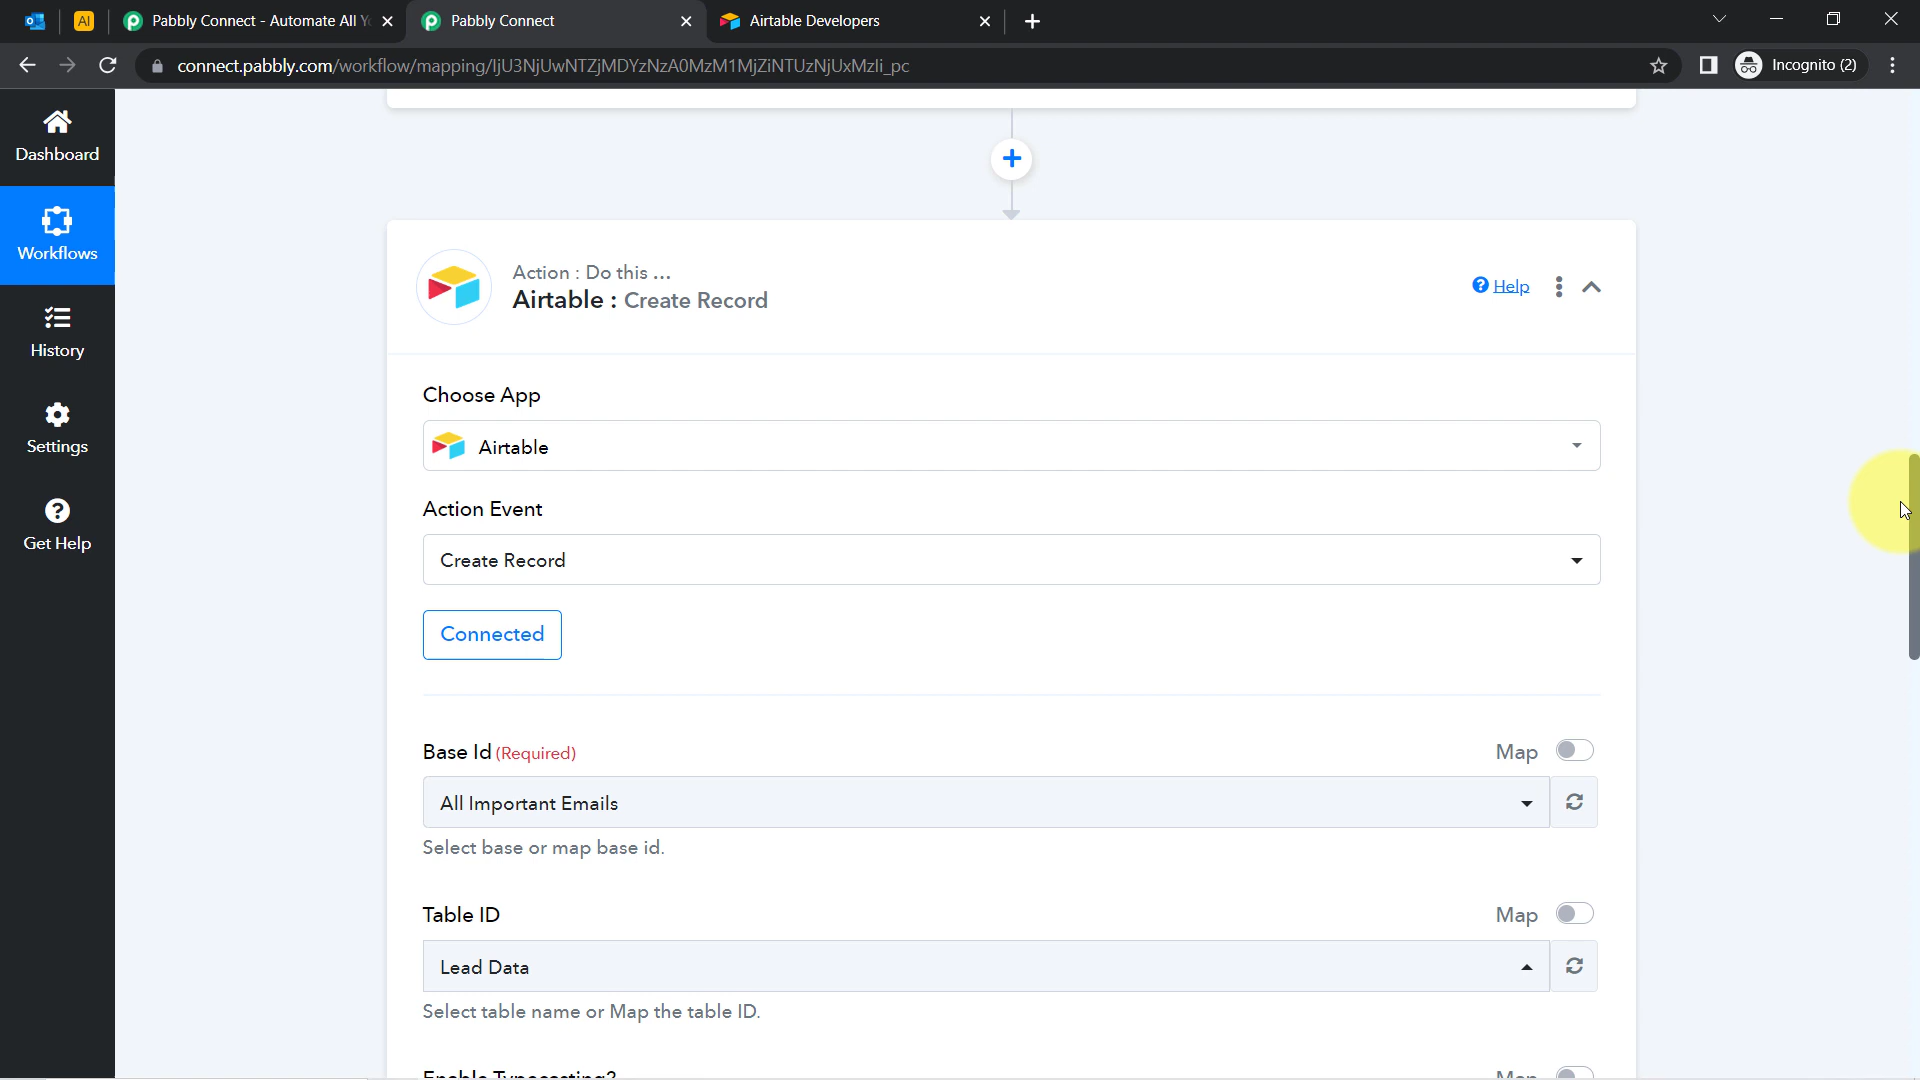 Pabbly Connect - Automate All Y
Pabbly Connect
Airtable Developers
AI
connect.pabbly.com/workflow/mapping/IjU3NjUwNTZjMDYzNzA0MzM1MjZiNTUzNjUxMzIi_pc
Incognito (2)
Dashboard
Workflows
History
Settings
Get Help
Action : Do this ...
Airtable : Create Record
Help
Choose App
Airtable
Action Event
Create Record
Connected
Base Id (Required)
Map
All Important Emails
Select base or map base id.
Table ID
Map
Lead Data
Select table name or Map the table ID.
Enable Typecasting?
Map